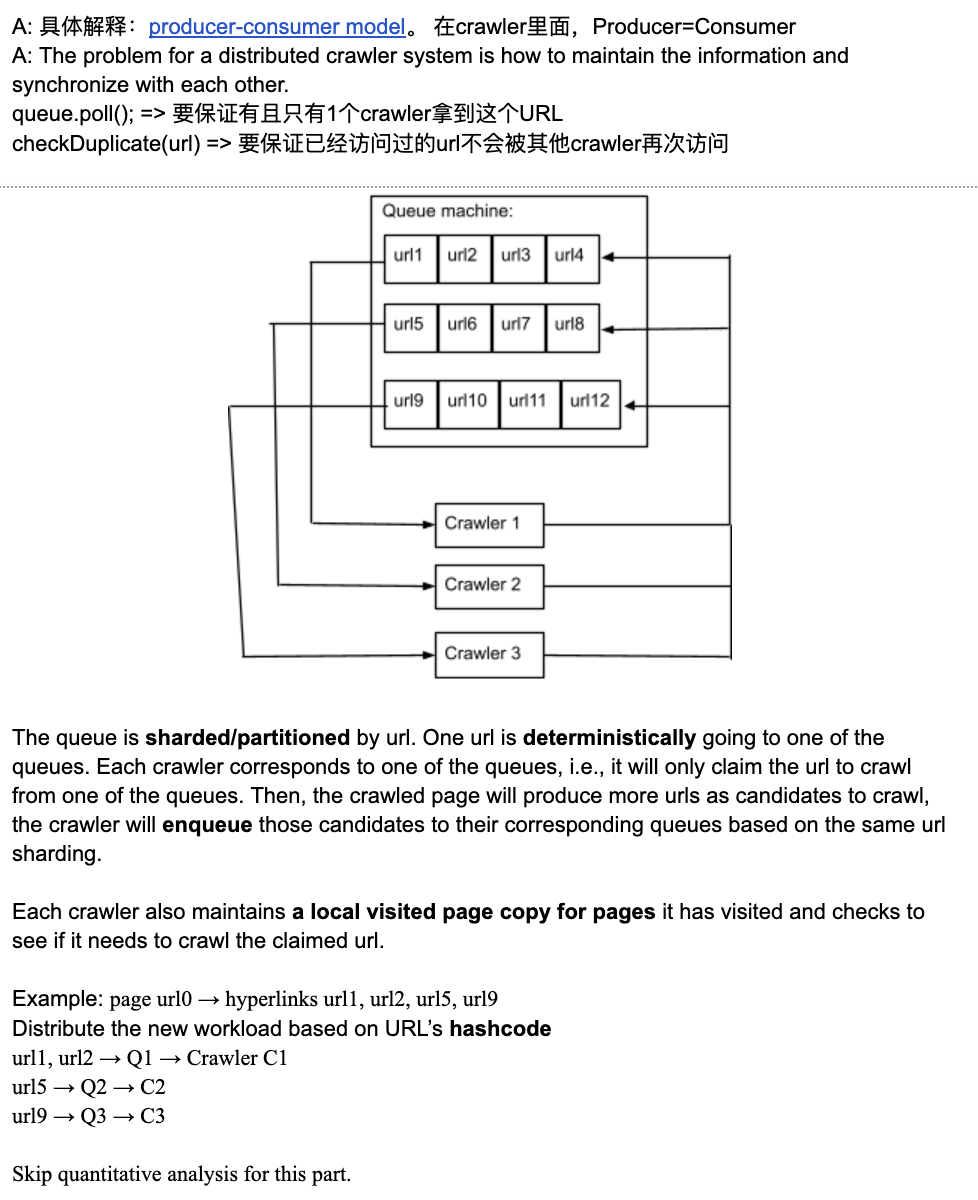 A: 具体解释：producer-consumer model。 在crawler里面，Producer=Consumer
A: The problem for a distributed crawler system is how to maintain the information and
synchronize with each other.
queue.poll(); => 要保证有且只有1个crawler拿到这个URL
checkDuplicate(url) => 要保证已经访问过的url不会被其他crawler再次访问
Queue machine:
url1 url2 url3 url4
url5 url6 url7 url8
url9 url10 url11 url12
Crawler 1
Crawler 2
Crawler 3
The queue is sharded/partitioned by url. One url is deterministically going to one of the
queues. Each crawler corresponds to one of the queues, i.e., it will only claim the url to crawl
from one of the queues. Then, the crawled page will produce more urls as candidates to crawl,
the crawler will enqueue those candidates to their corresponding queues based on the same url
sharding.
Each crawler also maintains a local visited page copy for pages it has visited and checks to
see if it needs to crawl the claimed url.
Example: page url0 → hyperlinks url1, url2, url5, url9
Distribute the new workload based on URL’s hashcode
url1, url2 → Q1 → Crawler C1
url5 → Q2 → C2
url9 → Q3 → C3
Skip quantitative analysis for this part.